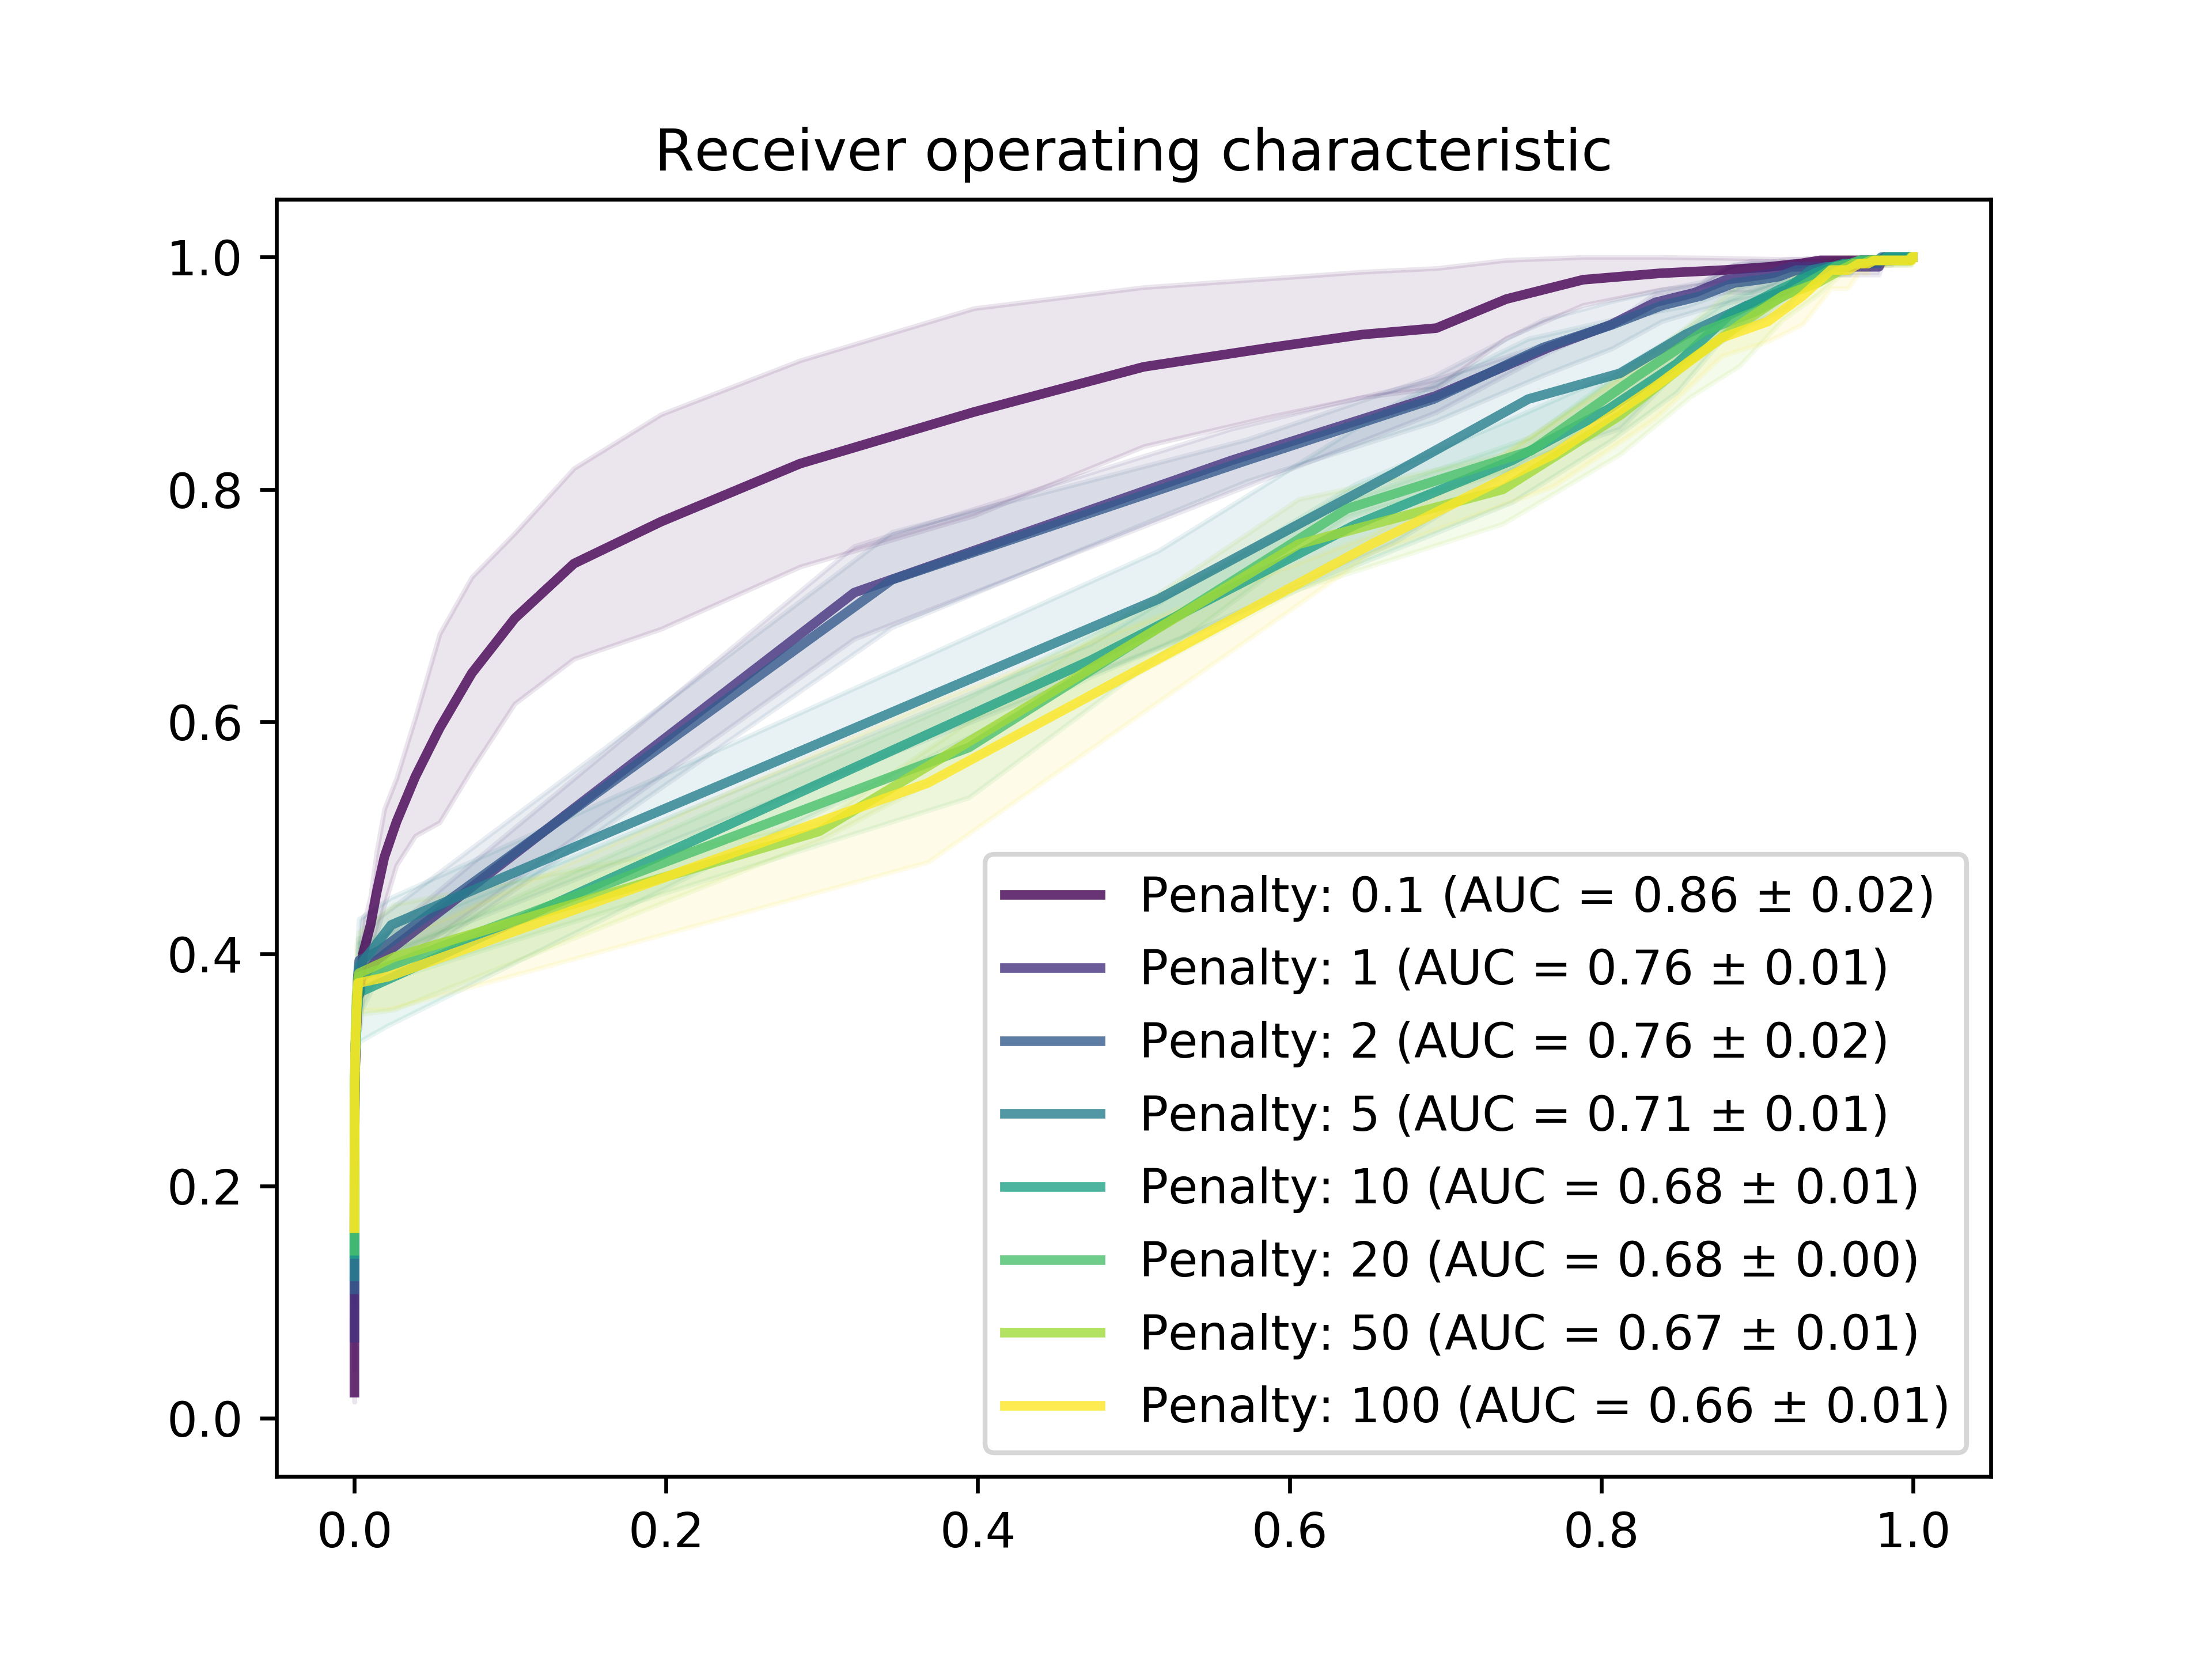 Receiver operating characteristic
1.0
0.8
0.6
0.4
0.2
0.0
Penalty: 0.1 (AUC = 0.86 ± 0.02)
Penalty: 1 (AUC = 0.76 ± 0.01)
Penalty: 2 (AUC = 0.76 ± 0.02)
Penalty: 5 (AUC = 0.71 ± 0.01)
Penalty: 10 (AUC = 0.68 ± 0.01)
Penalty: 20 (AUC = 0.68 ± 0.00)
Penalty: 50 (AUC = 0.67 ± 0.01)
Penalty: 100 (AUC = 0.66 ± 0.01)
0.0 0.2 0.4 0.6 0.8 1.0